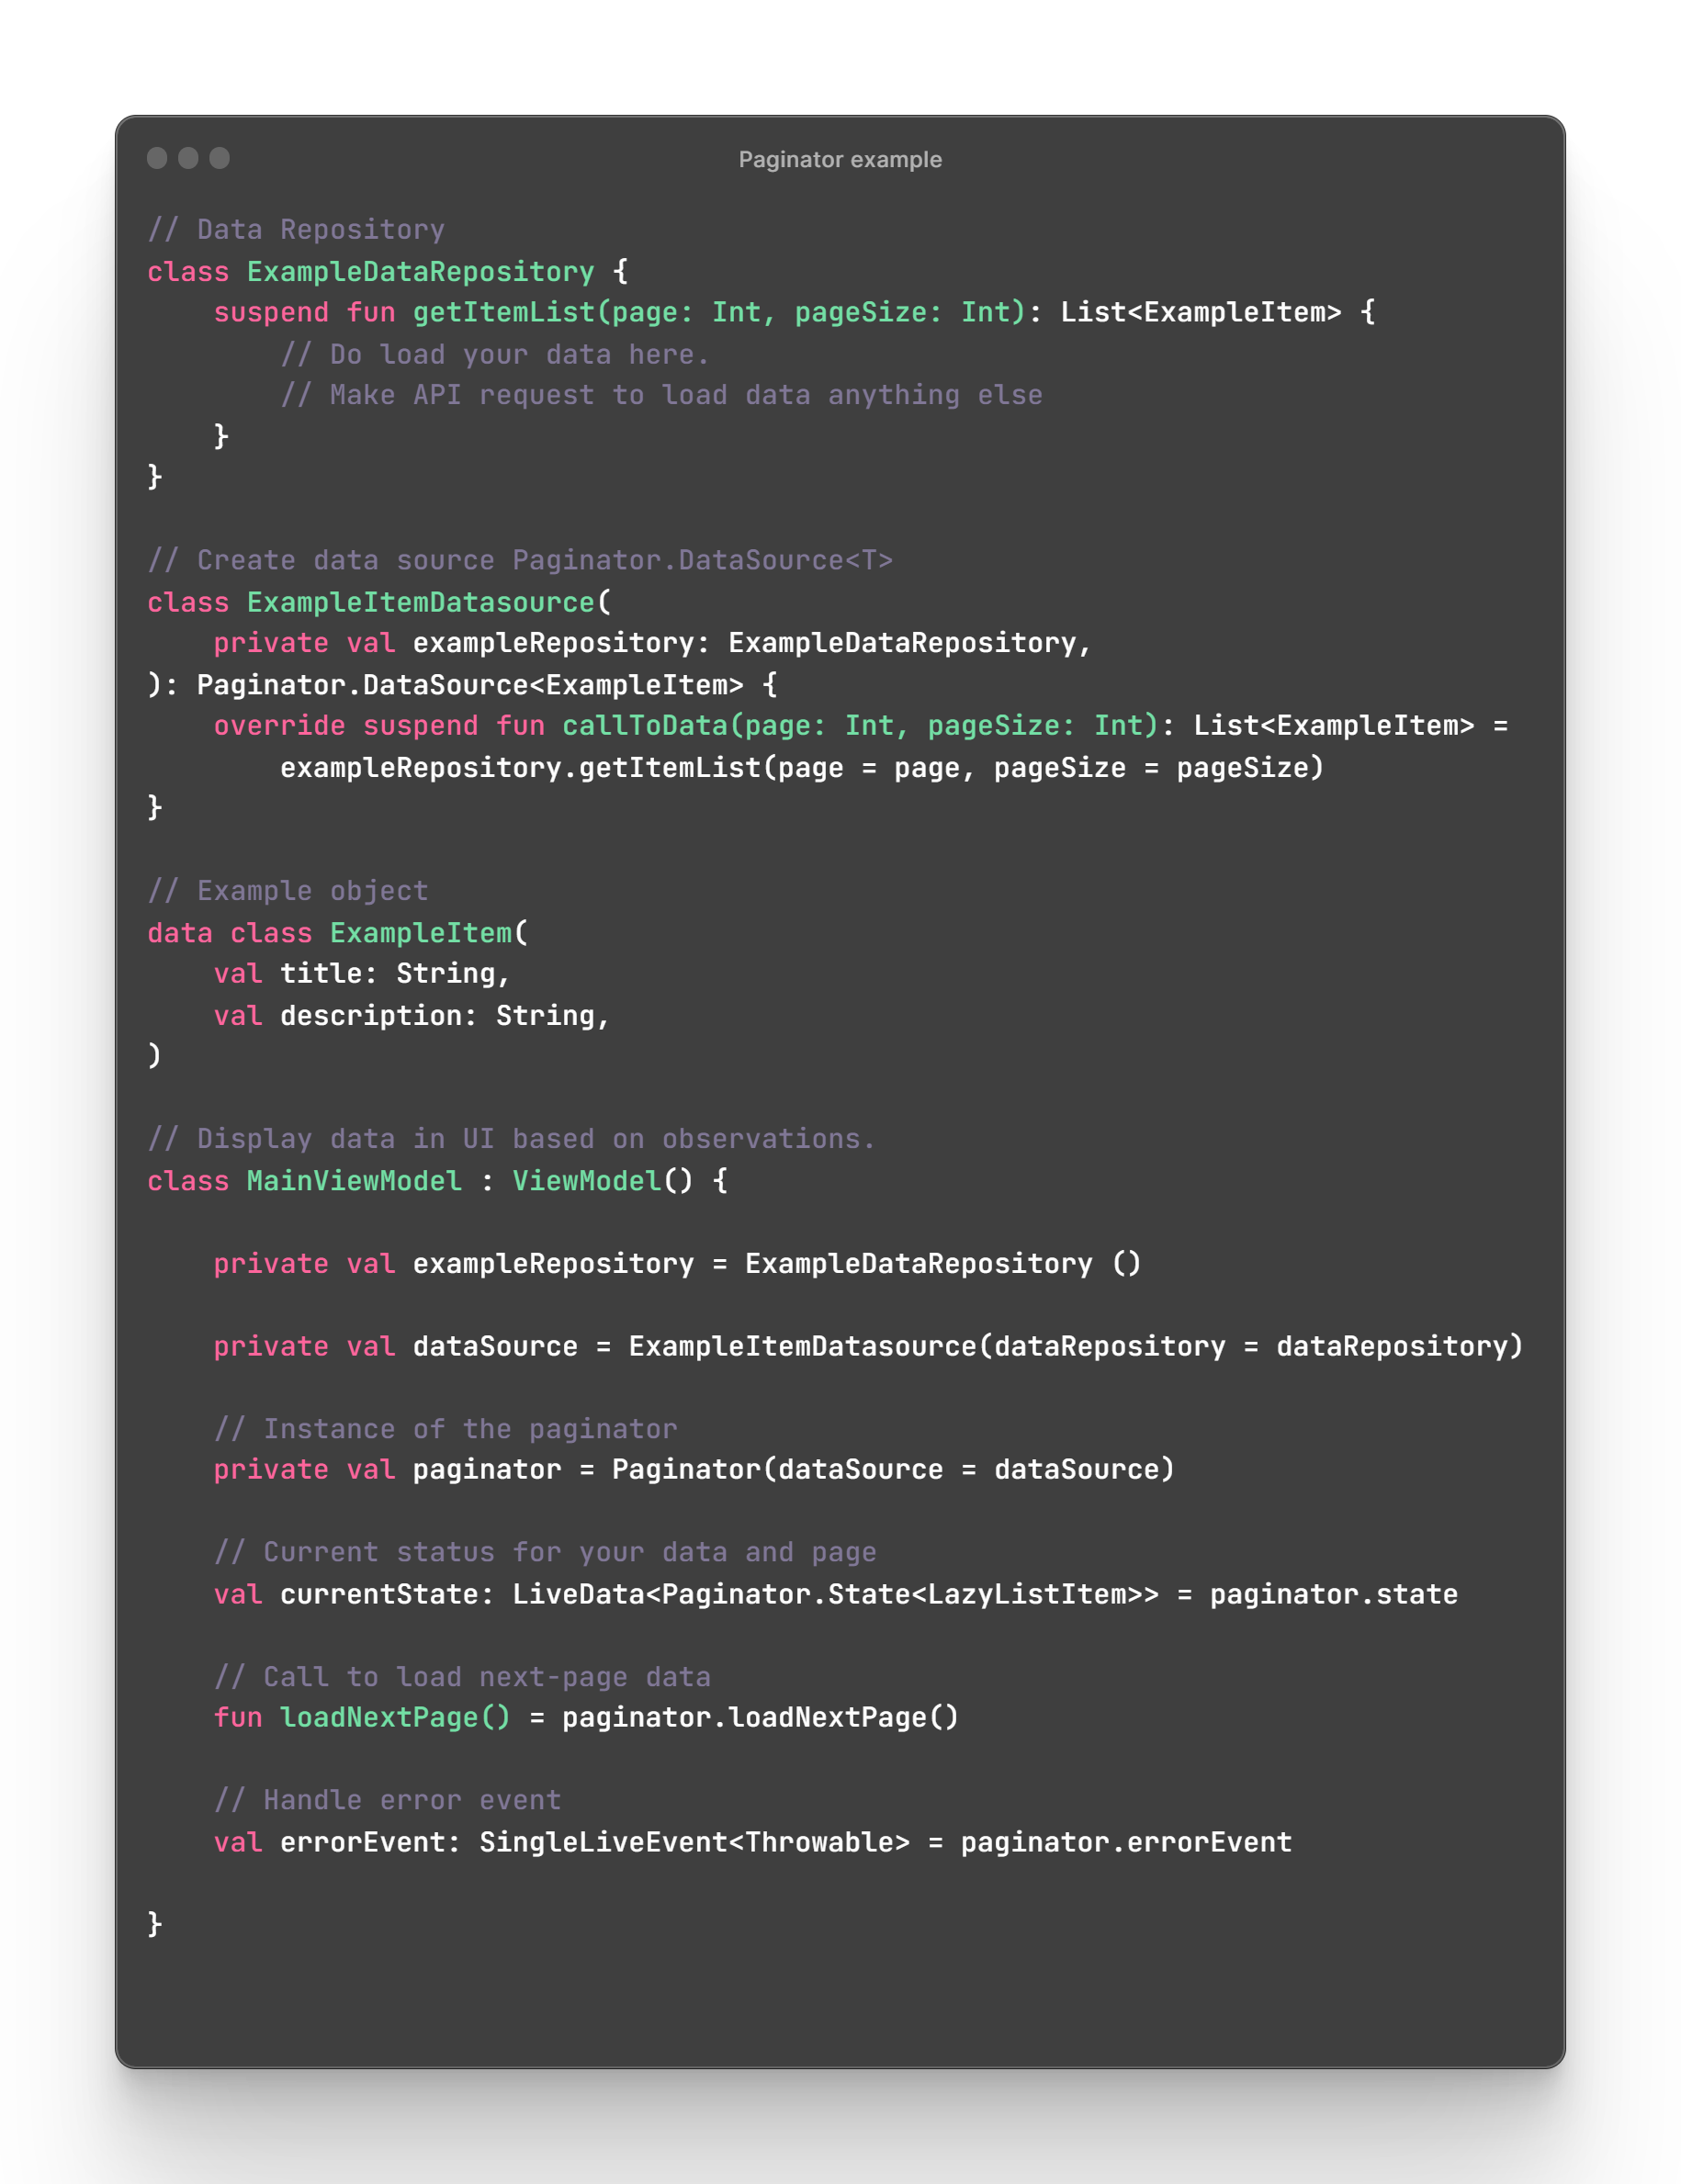 Paginator example
// Data Repository
class ExampleDataRepository {
    suspend fun getItemList(page: Int, pageSize: Int): List<ExampleItem> {
        // Do load your data here.
        // Make API request to load data anything else
    }
}

// Create data source Paginator.DataSource<T>
class ExampleItemDatasource(
    private val exampleRepository: ExampleDataRepository,
): Paginator.DataSource<ExampleItem> {
    override suspend fun callToData(page: Int, pageSize: Int): List<ExampleItem> =
        exampleRepository.getItemList(page = page, pageSize = pageSize)
}

// Example object
data class ExampleItem(
    val title: String,
    val description: String,
)

// Display data in UI based on observations.
class MainViewModel : ViewModel() {

    private val exampleRepository = ExampleDataRepository ()

    private val dataSource = ExampleItemDatasource(dataRepository = dataRepository)

    // Instance of the paginator
    private val paginator = Paginator(dataSource = dataSource)

    // Current status for your data and page
    val currentState: LiveData<Paginator.State<LazyListItem>> = paginator.state

    // Call to load next-page data
    fun loadNextPage() = paginator.loadNextPage()

    // Handle error event
    val errorEvent: SingleLiveEvent<Throwable> = paginator.errorEvent

}